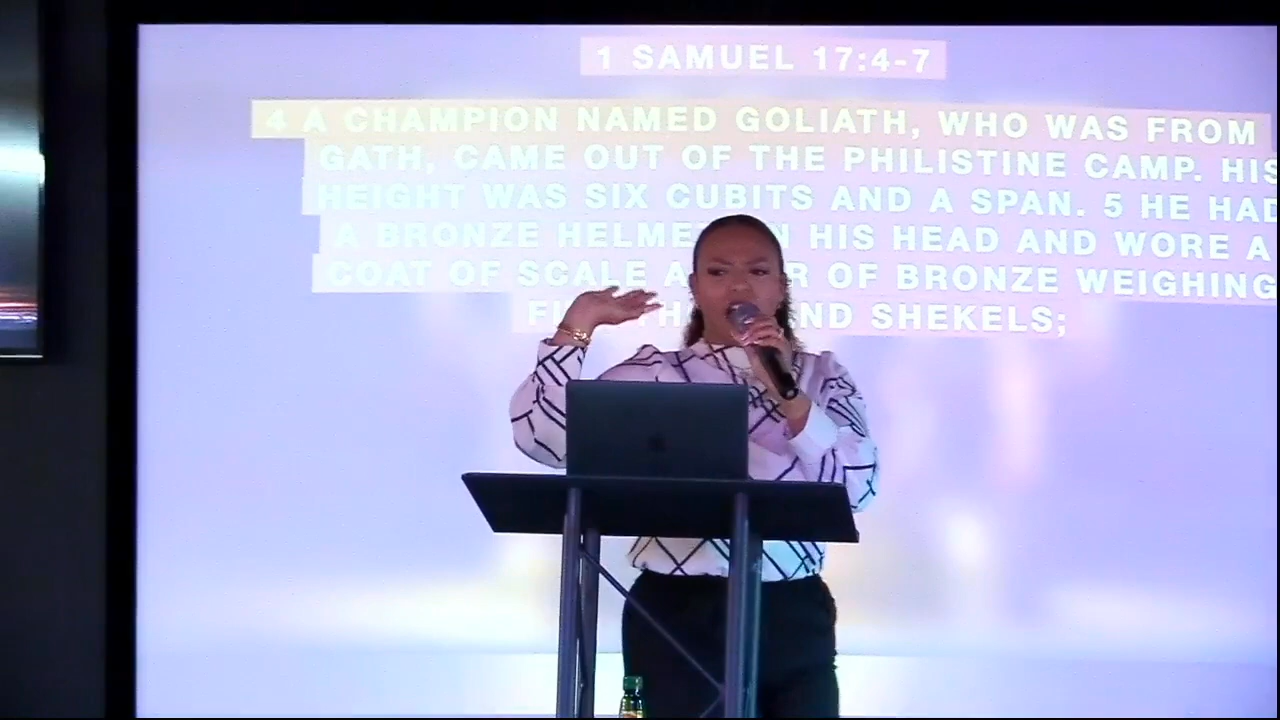 1 SAMUEL 17:4-7
4 A CHAMPION NAMED GOLIATH, WHO WAS FROM
GATH, CAME OUT OF THE PHILISTINE CAMP. HIS
HEIGHT WAS SIX CUBITS AND A SPAN. 5 HE HAD
A BRONZE HIS HEAD AND WORE A
COAT OF SCALE OF BRONZE WEIGHING
SHEKELS;